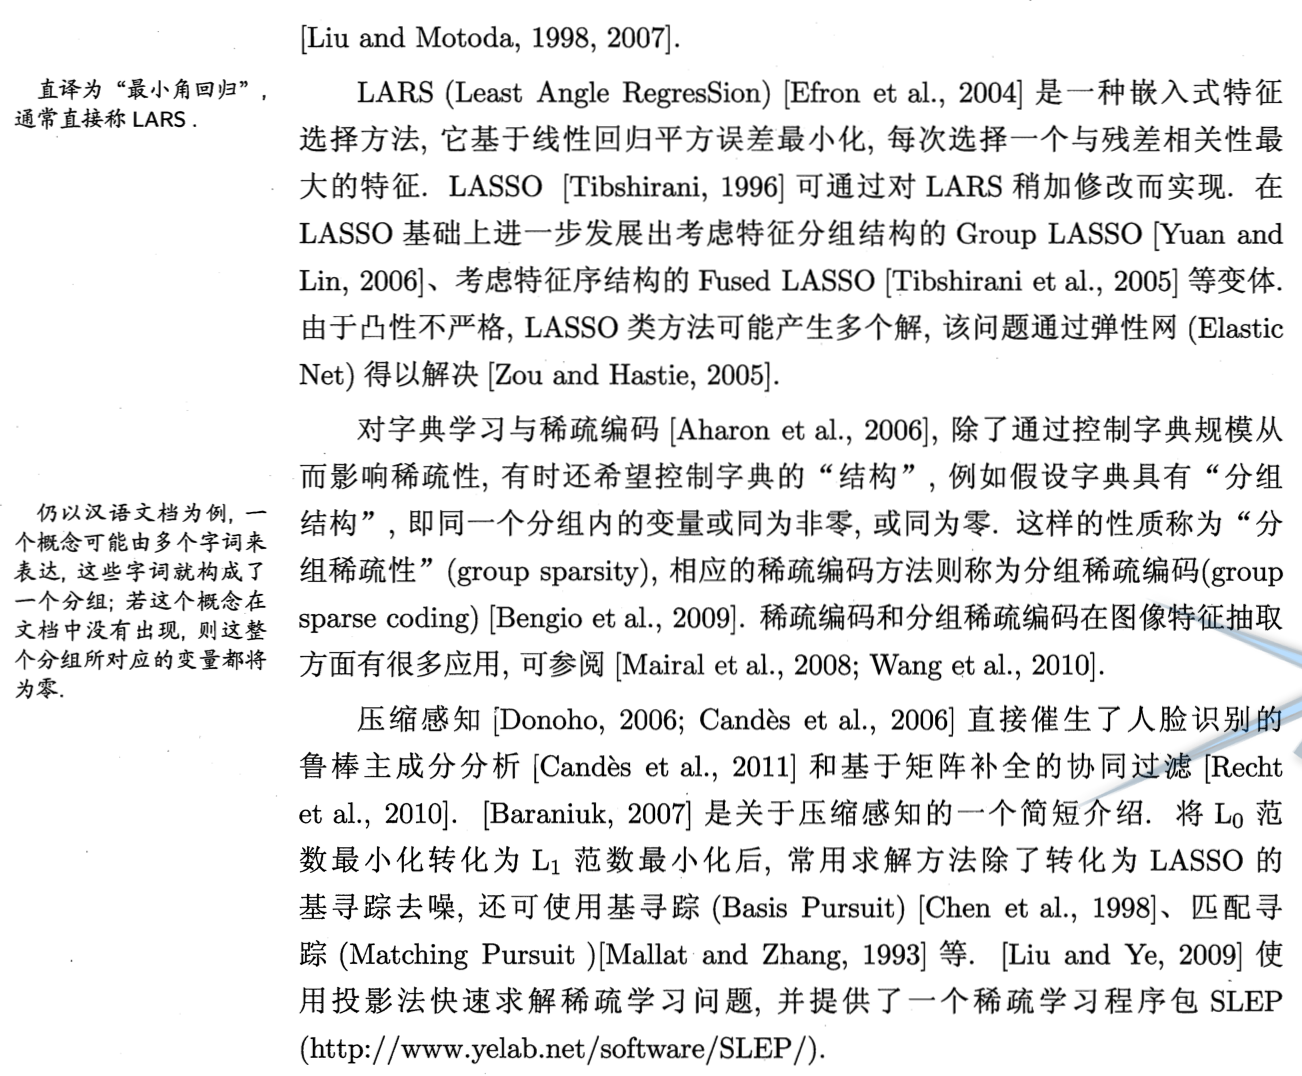 [Liu and Motoda, 1998, 2007].
直译为“最小角回归”,
通常直接称 LARS .
LARS (Least Angle RegresSion) [Efron et al., 2004] 是一种嵌入式特征
选择方法, 它基于线性回归平方误差最小化, 每次选择一个与残差相关性最
大的特征. LASSO [Tibshirani, 1996] 可通过对 LARS 稍加修改而实现. 在
LASSO 基础上进一步发展出考虑特征分组结构的 Group LASSO [Yuan and
Lin, 2006]、考虑特征序结构的 Fused LASSO [Tibshirani et al., 2005] 等变体.
由于凸性不严格, LASSO 类方法可能产生多个解, 该问题通过弹性网 (Elastic
Net) 得以解决 [Zou and Hastie, 2005].
对字典学习与稀疏编码 [Aharon et al., 2006], 除了通过控制字典规模从
而影响稀疏性, 有时还希望控制字典的“结构”, 例如假设字典具有“分组
结构”, 即同一个分组内的变量或同为非零, 或同为零. 这样的性质称为“分
组稀疏性”(group sparsity), 相应的稀疏编码方法则称为分组稀疏编码(group
sparse coding) [Bengio et al., 2009]. 稀疏编码和分组稀疏编码在图像特征抽取
方面有很多应用, 可参阅 [Mairal et al., 2008; Wang et al., 2010].
仍以汉语文档为例, 一
个概念可能由多个字词来
表达, 这些字词就构成了
一个分组; 若这个概念在
文档中没有出现, 则这整
个分组所对应的变量都将
为零.
压缩感知 [Donoho, 2006; Candès et al., 2006] 直接催生了人脸识别的
鲁棒主成分分析 [Candès et al., 2011] 和基于矩阵补全的协同过滤 [Recht
et al., 2010]. [Baraniuk, 2007] 是关于压缩感知的一个简短介绍. 将 L₀ 范
数最小化转化为 L₁ 范数最小化后, 常用求解方法除了转化为 LASSO 的
基寻踪去噪, 还可使用基寻踪 (Basis Pursuit) [Chen et al., 1998]、匹配寻
踪 (Matching Pursuit )[Mallat and Zhang, 1993] 等. [Liu and Ye, 2009] 使
用投影法快速求解稀疏学习问题, 并提供了一个稀疏学习程序包 SLEP
(http://www.yelab.net/software/SLEP/).